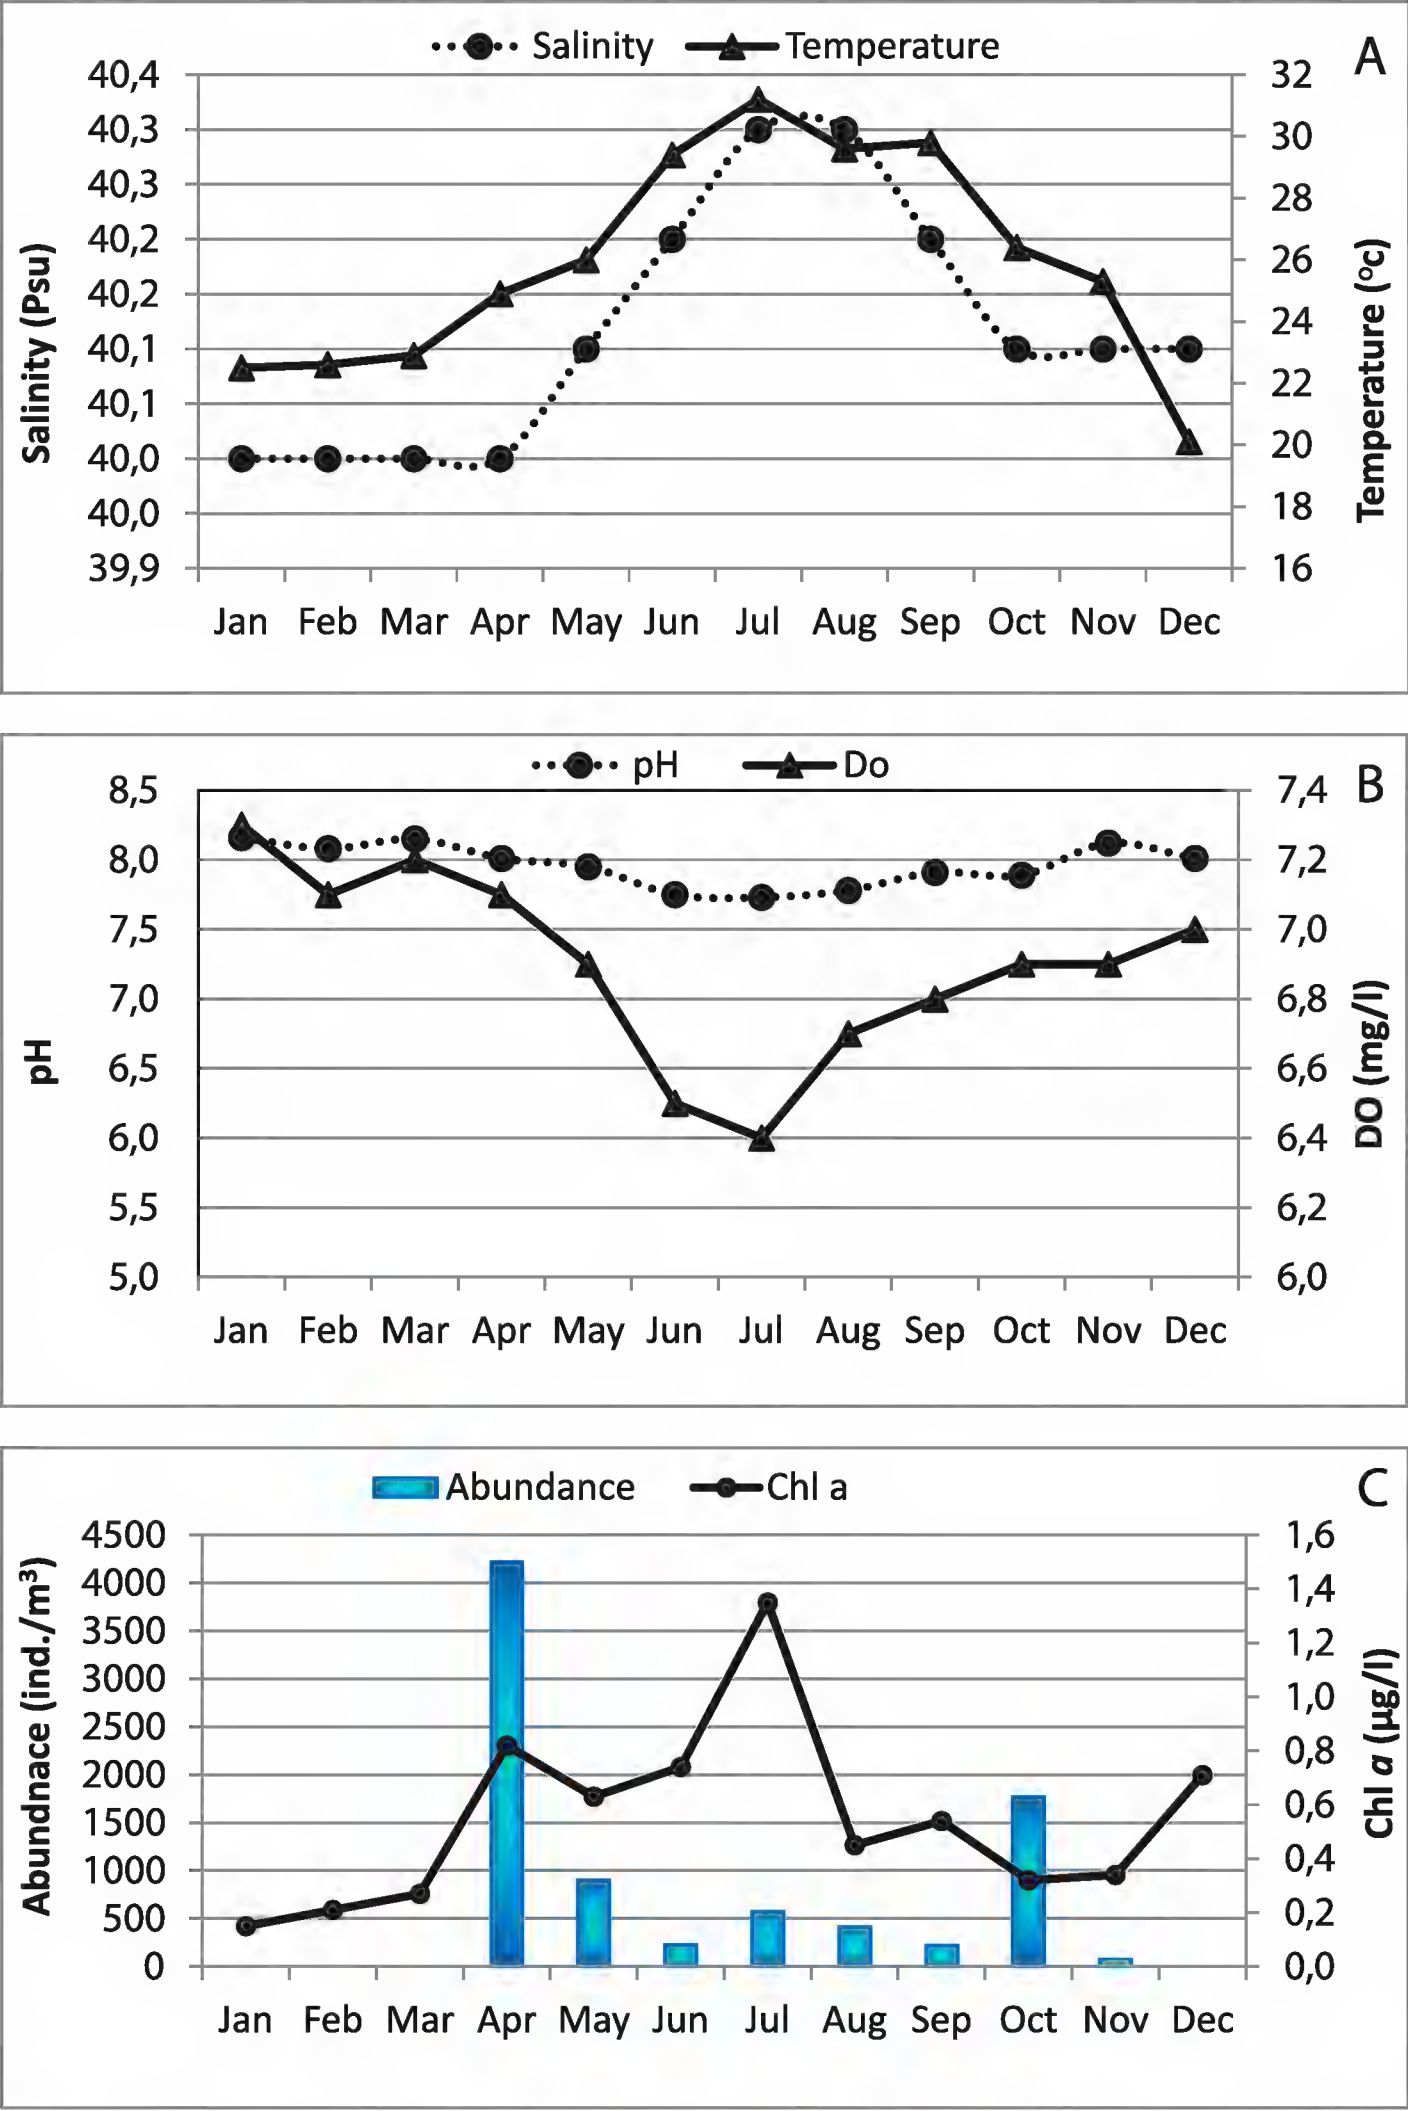 Salinity Temperature A
40,4 32
40,3 30
40,3 28
40,2 26
40,2 24
40,1 22
40,1 20
40,0 18
40,0 16
39,9
Salinity (Psu)
Temperature (°c)
Jan Feb Mar Apr May Jun Jul Aug Sep Oct Nov Dec
pH Do B
8,5 7,4
8,0 7,2
7,5 7,0
7,0 6,8
6,5 6,6
6,0 6,4
5,5 6,2
5,0 6,0
pH
DO (mg/l)
Jan Feb Mar Apr May Jun Jul Aug Sep Oct Nov Dec
Abundance Chl a C
4500 1,6
4000 1,4
3500 1,2
3000 1,0
2500 0,8
2000 0,6
1500 0,4
1000 0,2
500 0,0
0
Abundnace (ind./m³)
Chl a (µg/l)
Jan Feb Mar Apr May Jun Jul Aug Sep Oct Nov Dec